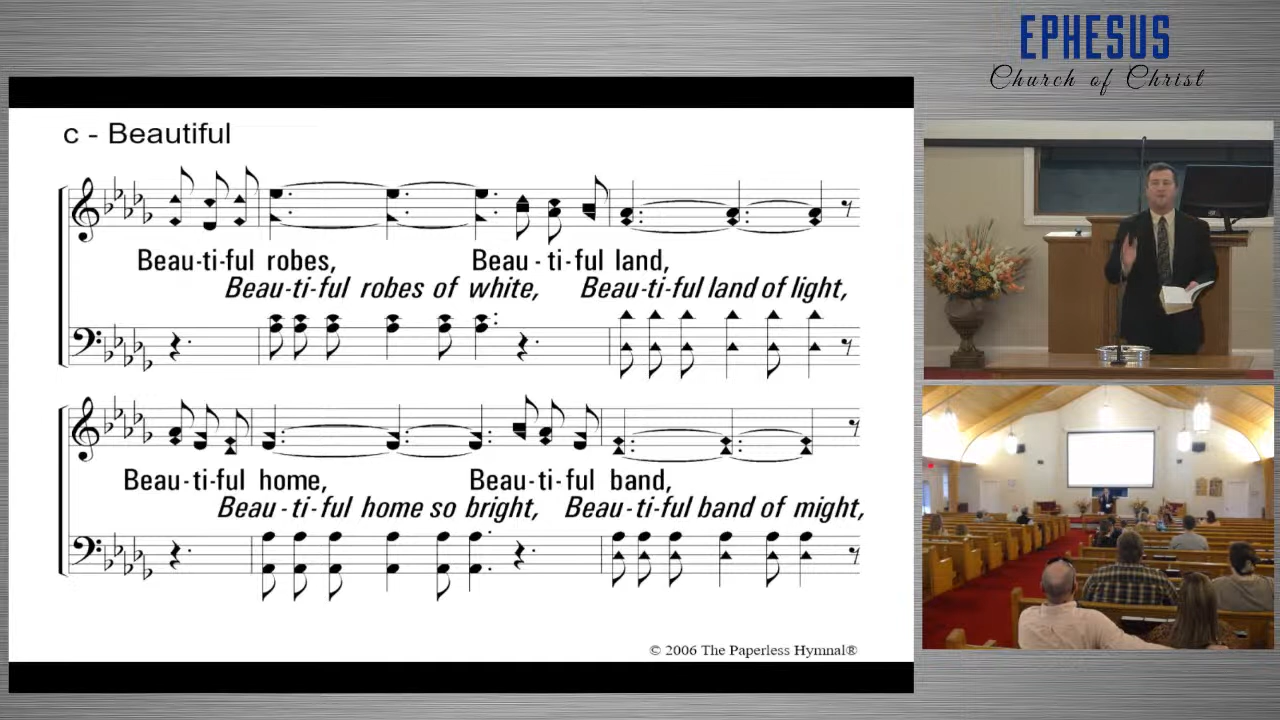 EPHESUS
Church of Christ
c - Beautiful
Beau-ti-ful robes, Beau - ti-ful land,
Beau-ti-ful robes of white, Beau-ti-ful land of light,
Beau-ti-ful home, Beau-ti-ful band,
Beau-ti-ful home so bright, Beau-ti-ful band of might,
© 2006 The Paperless Hymnal®